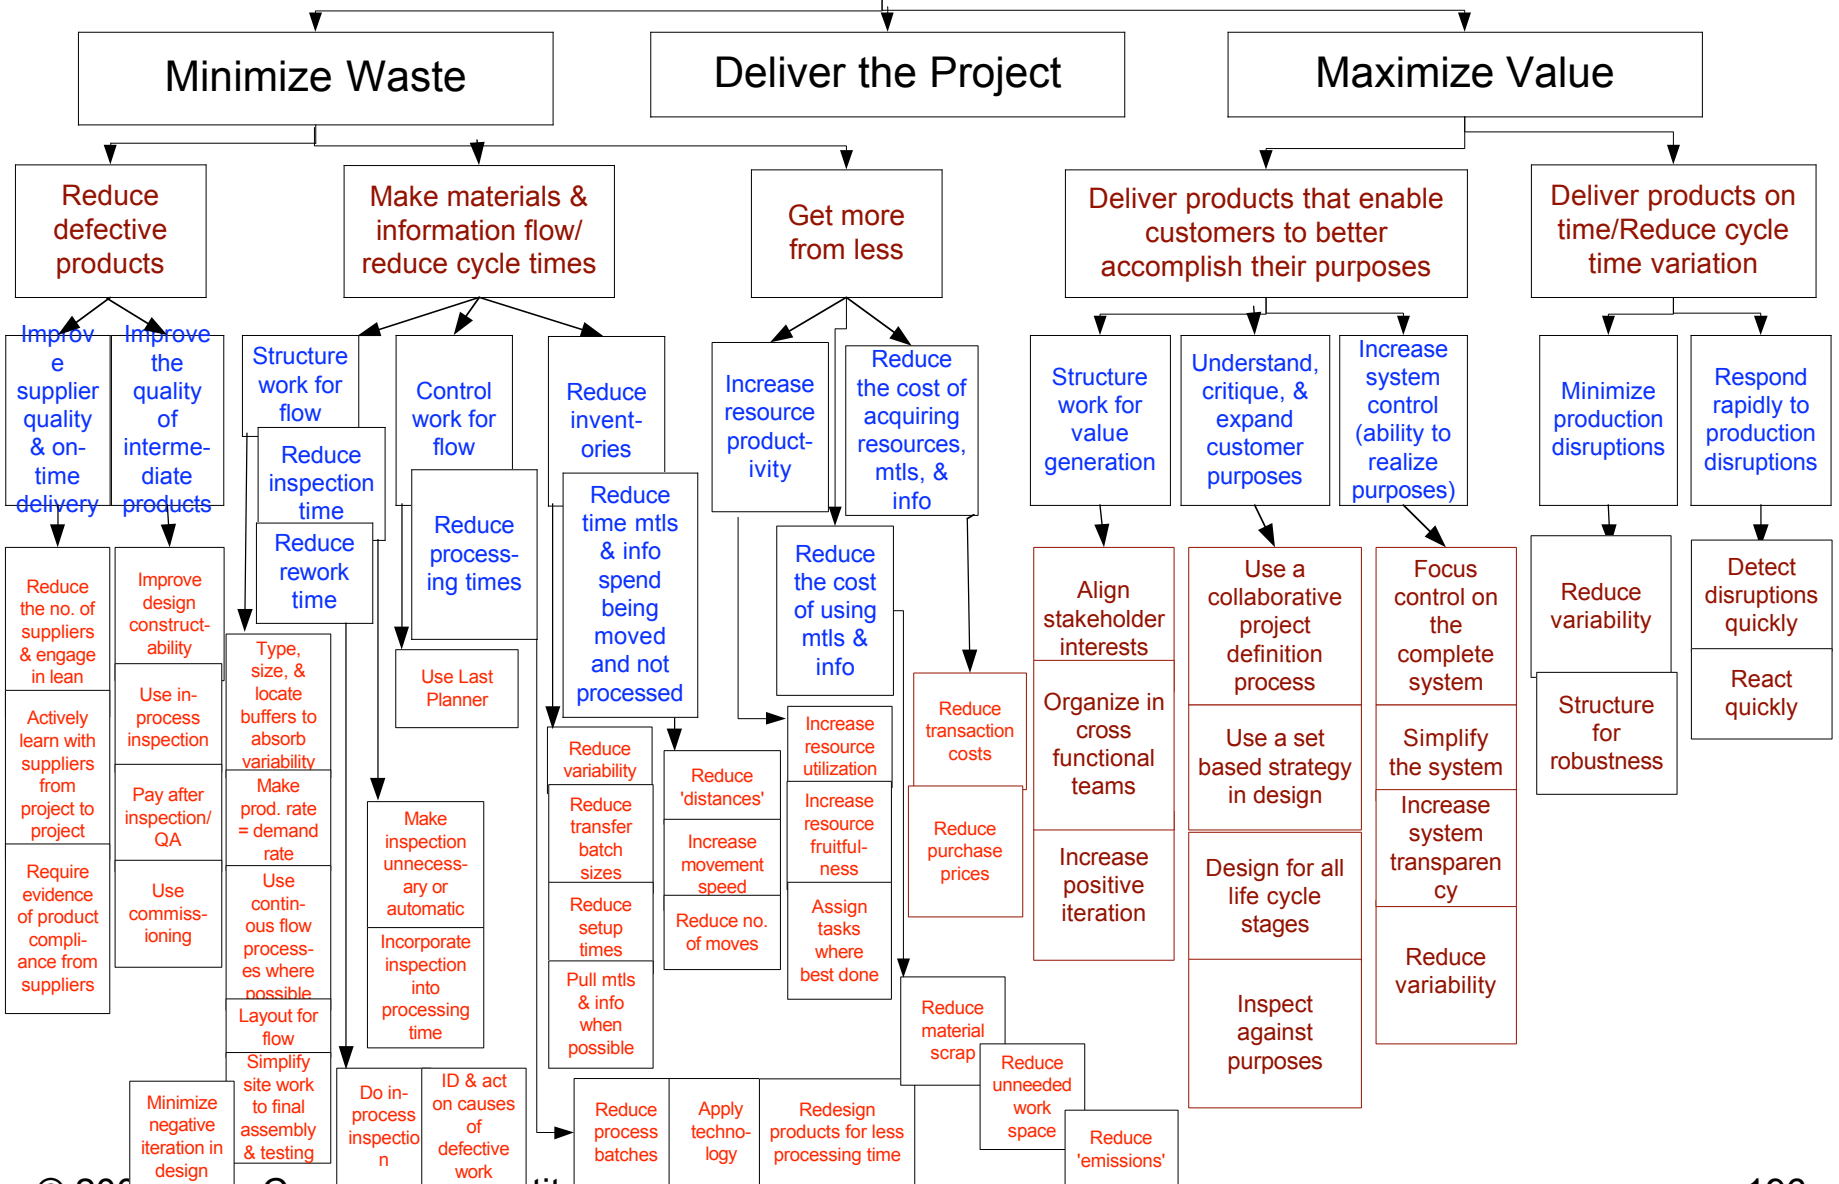 Minimize Waste
Deliver the Project
Maximize Value
Reduce
defective
products
Make materials &
information flow/
reduce cycle times
Get more
from less
Deliver products that enable
customers to better
accomplish their purposes
Deliver products on
time/Reduce cycle
time variation
Improv
e
supplier
quality
& on-
time
delivery
Improve
the
quality
of
interme-
diate
products
Structure
work for
flow
Reduce
inspection
time
Reduce
rework
time
Control
work for
flow
Reduce
process-
ing times
Reduce
invent-
ories
Reduce
time mtls
& info
spend
being
moved
and not
processed
Increase
resource
product-
ivity
Reduce
the cost of
acquiring
resources,
mtls, &
info
Reduce
the cost
of using
mtls &
info
Structure
work for
value
generation
Understand,
critique, &
expand
customer
purposes
Increase
system
control
(ability to
realize
purposes)
Minimize
production
disruptions
Respond
rapidly to
production
disruptions
Reduce
the no. of
suppliers
& engage
in lean
Actively
learn with
suppliers
from
project to
project
Require
evidence
of product
compli-
ance from
suppliers
Improve
design
construct-
ability
Use in-
process
inspection
Pay after
inspection/
QA
Use
commiss-
ioning
Type,
size, &
locate
buffers to
absorb
variability
Make
prod. rate
= demand
rate
Use
contin-
ous flow
process-
es where
possible
Layout for
flow
Simplify
site work
to final
assembly
& testing
Minimize
negative
iteration in
design
Make
inspection
unnecess-
ary or
automatic
Incorporate
inspection
into
processing
time
Do in-
process
inspectio
n
ID & act
on causes
of
defective
work
Use Last
Planner
Reduce
variability
Reduce
transfer
batch
sizes
Reduce
setup
times
Pull mtls
& info
when
possible
Reduce
'distances'
Increase
movement
speed
Reduce no.
of moves
Reduce
process
batches
Apply
techno-
logy
Redesign
products for less
processing time
Increase
resource
utilization
Increase
resource
fruitful-
ness
Assign
tasks
where
best done
Reduce
transaction
costs
Reduce
purchase
prices
Reduce
material
scrap
Reduce
unneeded
work
space
Reduce
'emissions'
Align
stakeholder
interests
Organize in
cross
functional
teams
Increase
positive
iteration
Use a
collaborative
project
definition
process
Use a set
based strategy
in design
Design for all
life cycle
stages
Inspect
against
purposes
Focus
control on
the
complete
system
Simplify
the system
Increase
system
transparen
cy
Reduce
variability
Reduce
variability
Structure
for
robustness
Detect
disruptions
quickly
React
quickly